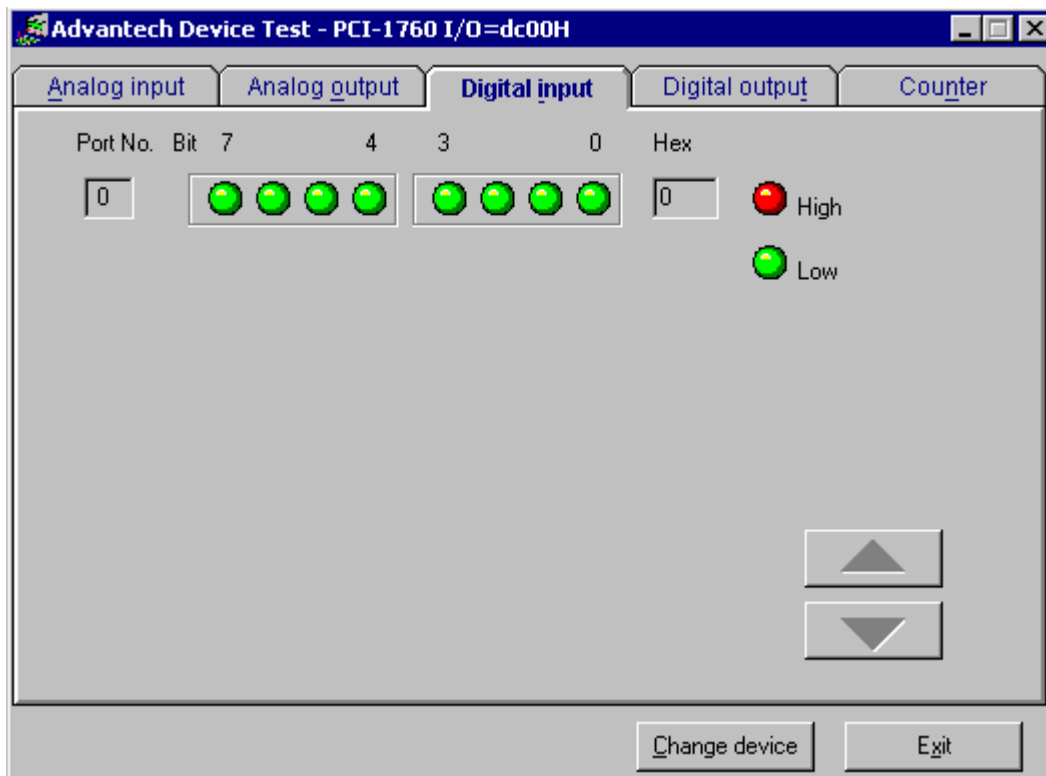 Advantech Device Test - PCI-1760 I/O=dc00H
Analog input Analog output Digital input Digital output Counter
Port No. Bit 7 4 3 0 Hex
0 0 High
Low
Change device Exit